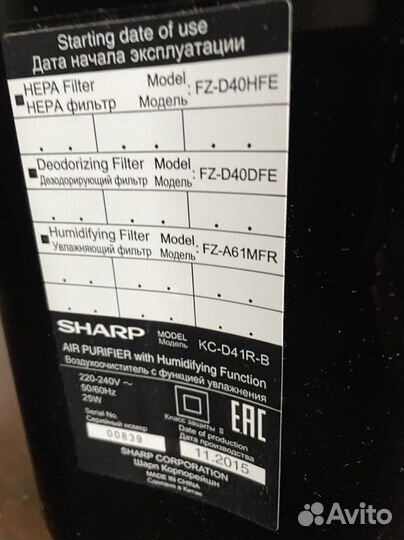 Starting date of use
Дата начала эксплуатации
HEPA Filter Model: FZ-D40HFE
HEPA фильтр Модель:
Deodorizing Filter Model: FZ-D40DFE
Дезодорирующий фильтр Модель:
Humidifying Filter Model: FZ-A61MFR
Увлажняющий фильтр Модель:
SHARP MODEL Модель KC-D41R-B
AIR PURIFIER with Humidifying Function
Воздухоочиститель с функцией увлажнения
220-240V ~
50/60Hz
25W
Класс защиты II
EAC
Serial No.
Серийный номер
00839
Date of production
Дата производства
11.2015
SHARP CORPORATION
Шарп Корпорейшн
MADE IN CHINA
Сделано в Китае
Avito